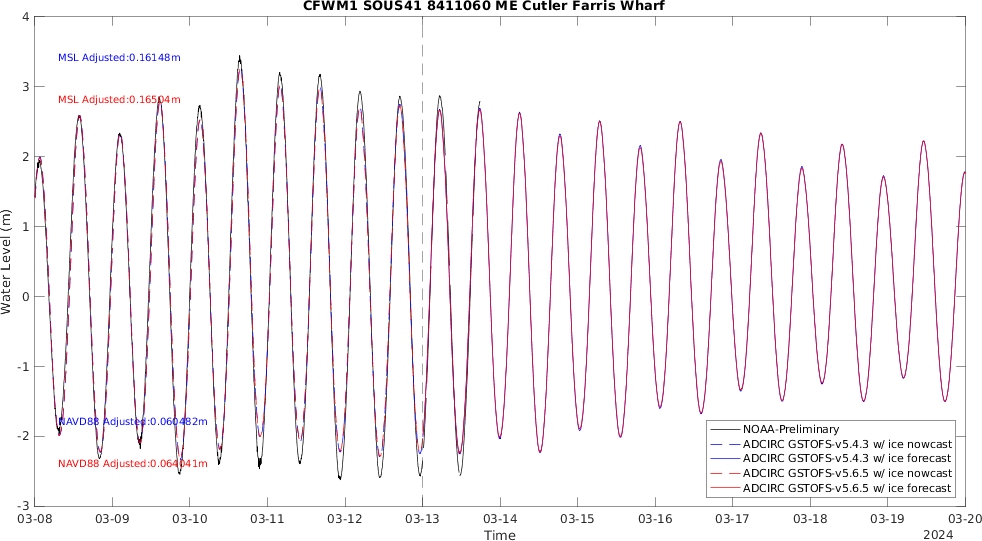 CFWM1 SOUS41 8411060 ME Cutler Farris Wharf
4
3
2
1
0
-1
-2
-3
Water Level (m)
MSL Adjusted:0.16148m
MSL Adjusted:0.16504m
NAVD88 Adjusted:0.060482m
NAVD88 Adjusted:0.064041m
NOAA-Preliminary
ADCIRC GSTOFS-v5.4.3 w/ ice nowcast
ADCIRC GSTOFS-v5.4.3 w/ ice forecast
ADCIRC GSTOFS-v5.6.5 w/ ice nowcast
ADCIRC GSTOFS-v5.6.5 w/ ice forecast
03-08 03-09 03-10 03-11 03-12 03-13 03-14 03-15 03-16 03-17 03-18 03-19 03-20
Time
2024